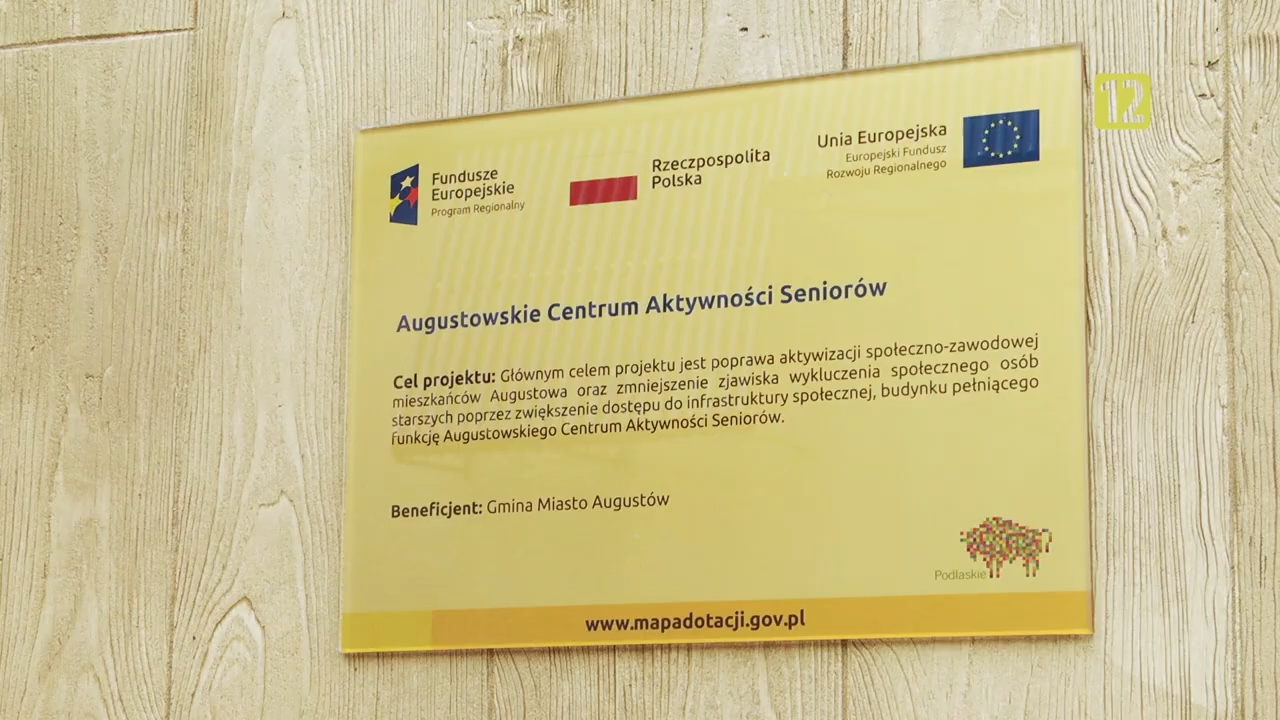 12
Fundusze
Europejskie
Program Regionalny
Rzeczpospolita
Polska
Unia Europejska
Europejski Fundusz
Rozwoju Regionalnego
Augustowskie Centrum Aktywności Seniorów
Cel projektu: Głównym celem projektu jest poprawa aktywizacji społeczno-zawodowej
mieszkańców Augustowa oraz zmniejszenie zjawiska wykluczenia społecznego osób
starszych poprzez zwiększenie dostępu do infrastruktury społecznej, budynku pełniącego
funkcję Augustowskiego Centrum Aktywności Seniorów.
Beneficjent: Gmina Miasto Augustów
Podlaskie
www.mapadotacji.gov.pl